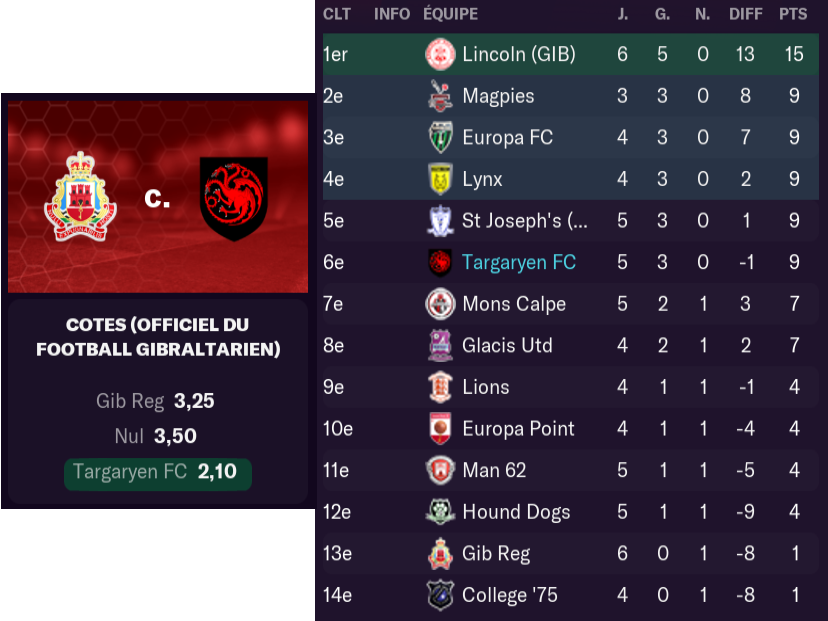 c.
COTES (OFFICIEL DU
FOOTBALL GIBRALTARIEN)
Gib Reg 3,25
Nul 3,50
Targaryen FC 2,10
CLT INFO ÉQUIPE J. G. N. DIFF PTS
1er Lincoln (GIB) 6 5 0 13 15
2e Magpies 3 3 0 8 9
3e Europa FC 4 3 0 7 9
4e Lynx 4 3 0 2 9
5e St Joseph's (... 5 3 0 1 9
6e Targaryen FC 5 3 0 -1 9
7e Mons Calpe 5 2 1 3 7
8e Glacis Utd 4 2 1 2 7
9e Lions 4 1 1 -1 4
10e Europa Point 4 1 1 -4 4
11e Man 62 5 1 1 -5 4
12e Hound Dogs 5 1 1 -9 4
13e Gib Reg 6 0 1 -8 1
14e College '75 4 0 1 -8 1